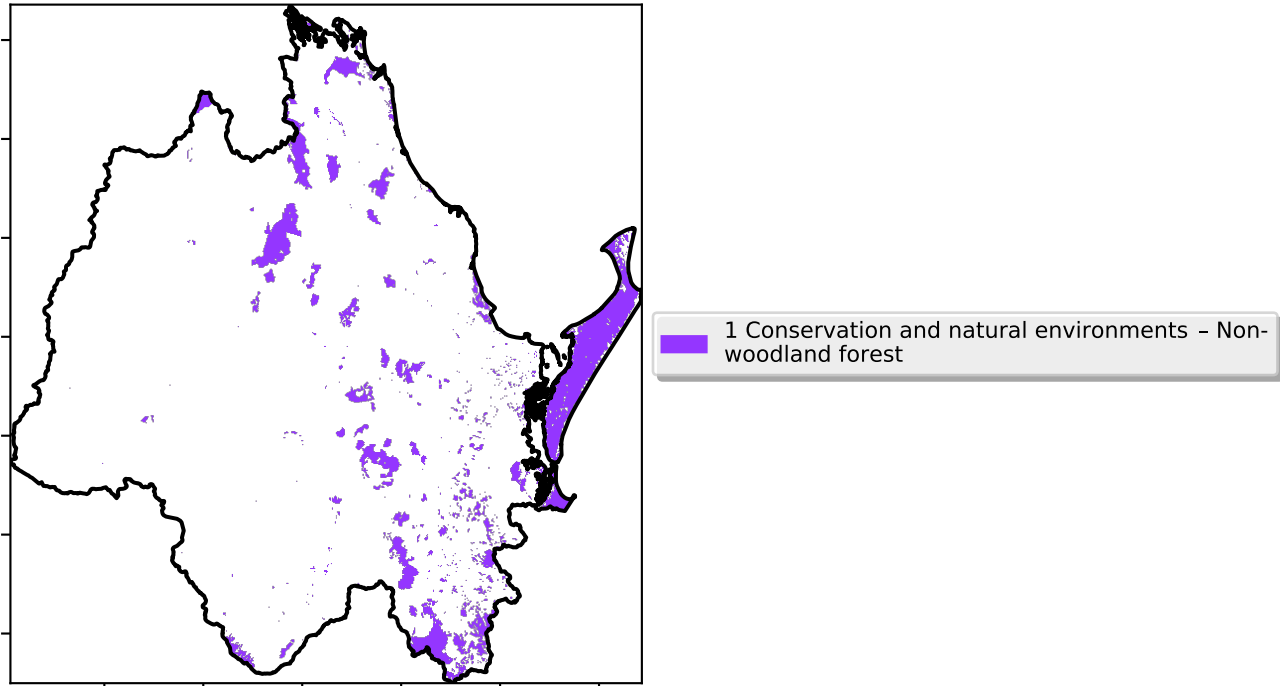 1 Conservation and natural environments – Non-
woodland forest